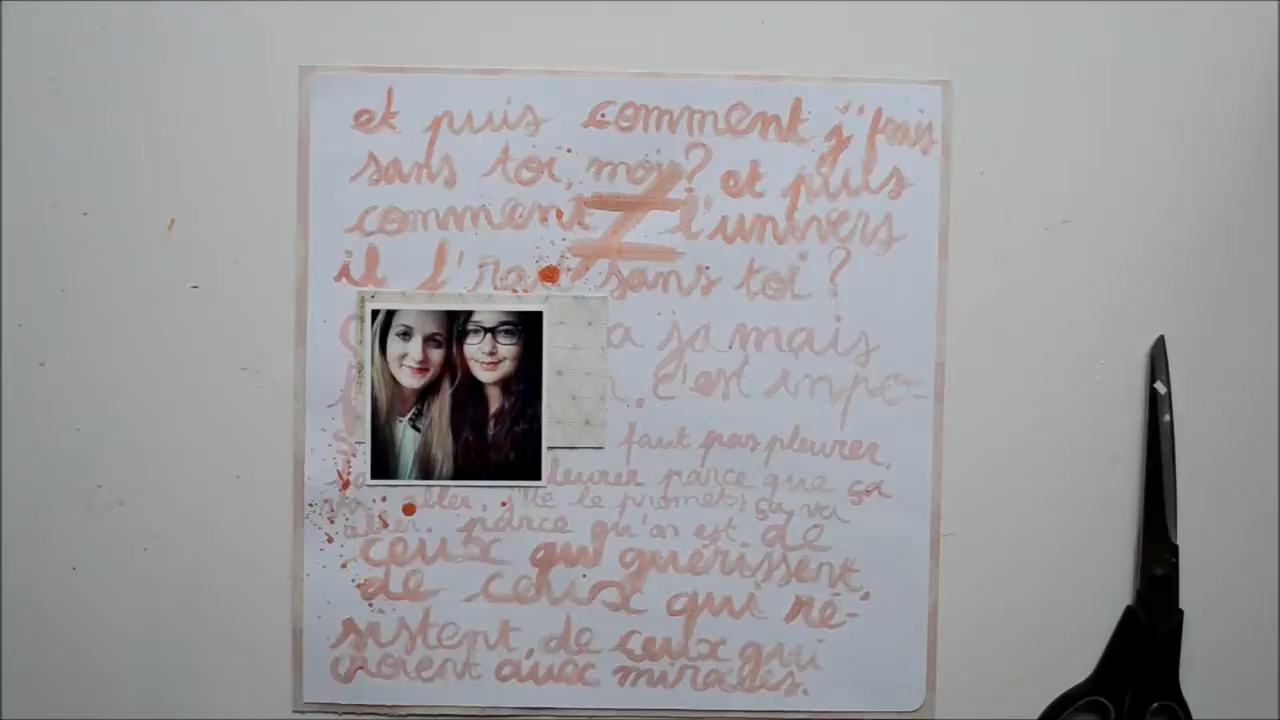 et puis comment j'frais
sans toi, moi? et puis
comment l'univers
il f'rait sans toi?
a jamais
c'est impo-
faut pas pleurer,
pleurer parce que ça
va aller, j'te le promets ça va
aller. parce qu'on est de
ceux qui guérissent,
de ceux qui ré-
sistent, de ceux qui
croient aux miracles.